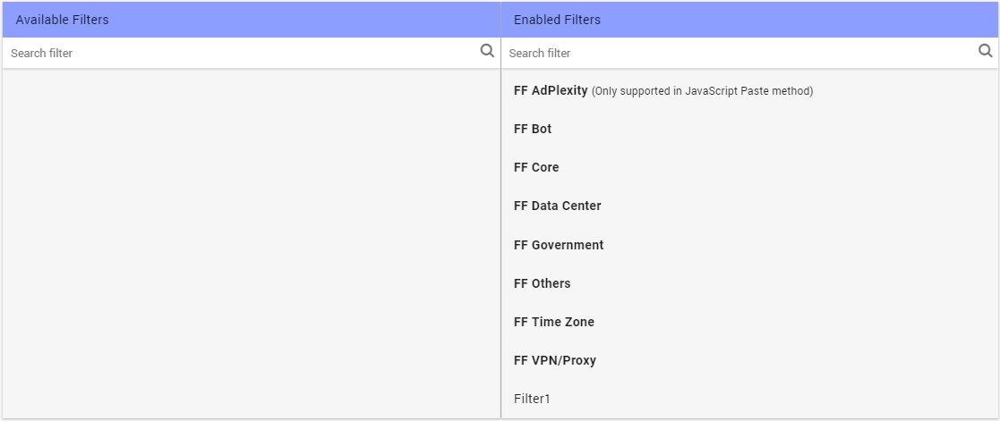 Available Filters
Enabled Filters
Search filter
Search filter
FF AdPlexity (Only supported in JavaScript Paste method)
FF Bot
FF Core
FF Data Center
FF Government
FF Others
FF Time Zone
FF VPN/Proxy
Filter1